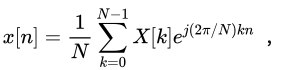 x[n] = \frac{1}{N} \sum_{k=0}^{N-1} X[k] e^{j(2\pi/N)kn} ,